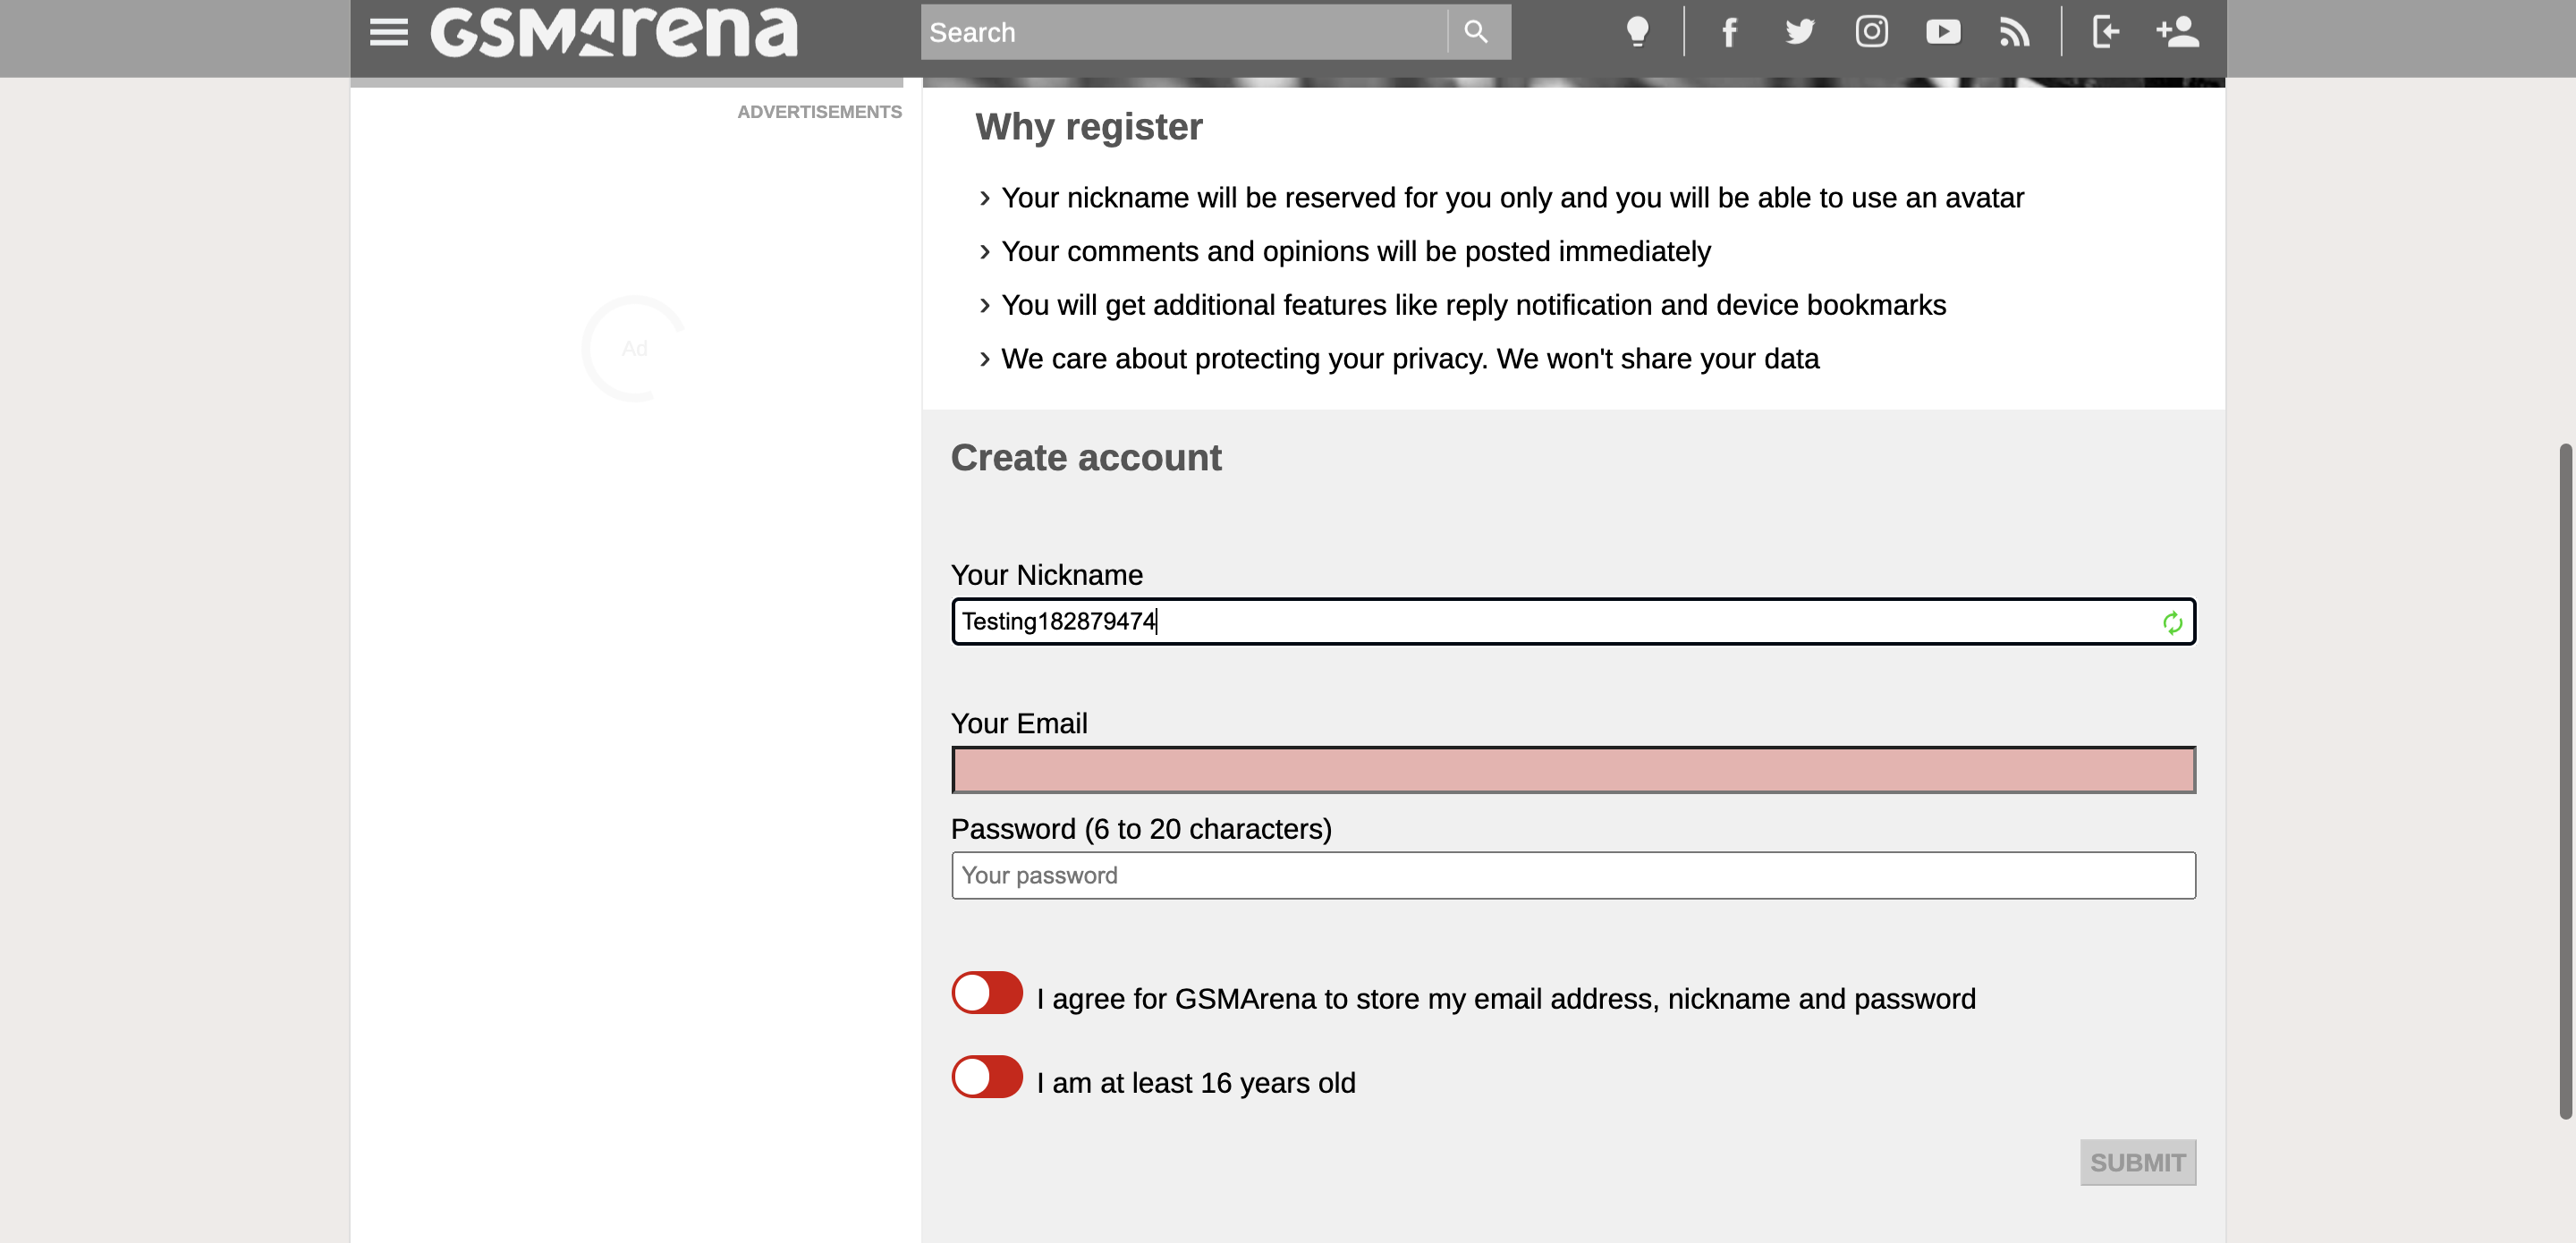 GSMArena
Search
ADVERTISEMENTS
Ad
Why register
› Your nickname will be reserved for you only and you will be able to use an avatar
› Your comments and opinions will be posted immediately
› You will get additional features like reply notification and device bookmarks
› We care about protecting your privacy. We won't share your data
Create account
Your Nickname
Testing182879474
Your Email
Password (6 to 20 characters)
Your password
I agree for GSMArena to store my email address, nickname and password
I am at least 16 years old
SUBMIT